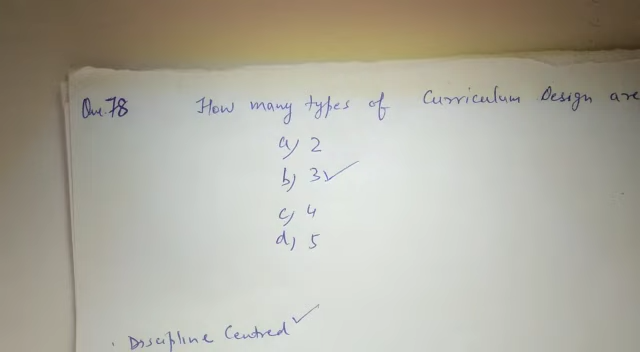 Que.78 How many types of Curriculum Design are
a) 2
b) 3 ✓
c) 4
d) 5
· Discipline Centred ✓